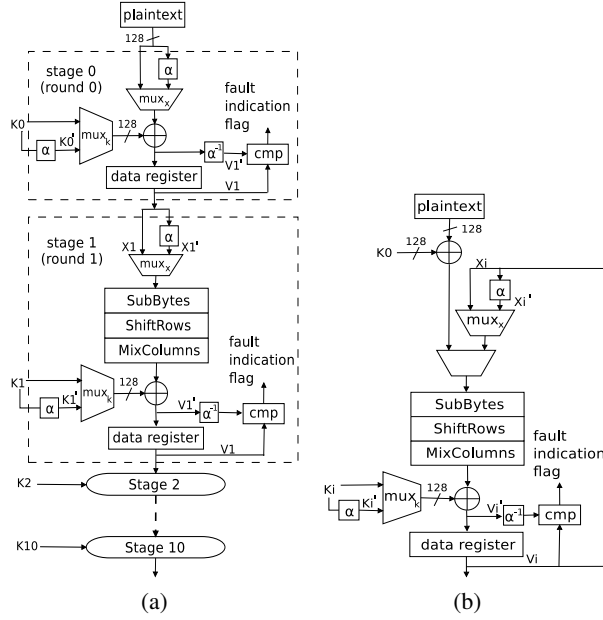 plaintext
128
α
stage 0
(round 0)
fault
indication
flag
mux_x
K0
K0'
α
mux_k
128
α⁻¹
V1'
cmp
data register
V1
stage 1
(round 1)
α
X1
X1'
mux_x
SubBytes
ShiftRows
MixColumns
fault
indication
flag
K1
K1'
α
mux_k
128
V1'
α⁻¹
cmp
data register
V1
K2
Stage 2
K10
Stage 10
(a)
plaintext
128
K0
128
Xi
α
Xi'
mux_x
SubBytes
ShiftRows
MixColumns
fault
indication
flag
Ki
Ki'
α
mux_k
128
Vi'
α⁻¹
cmp
data register
Vi
(b)